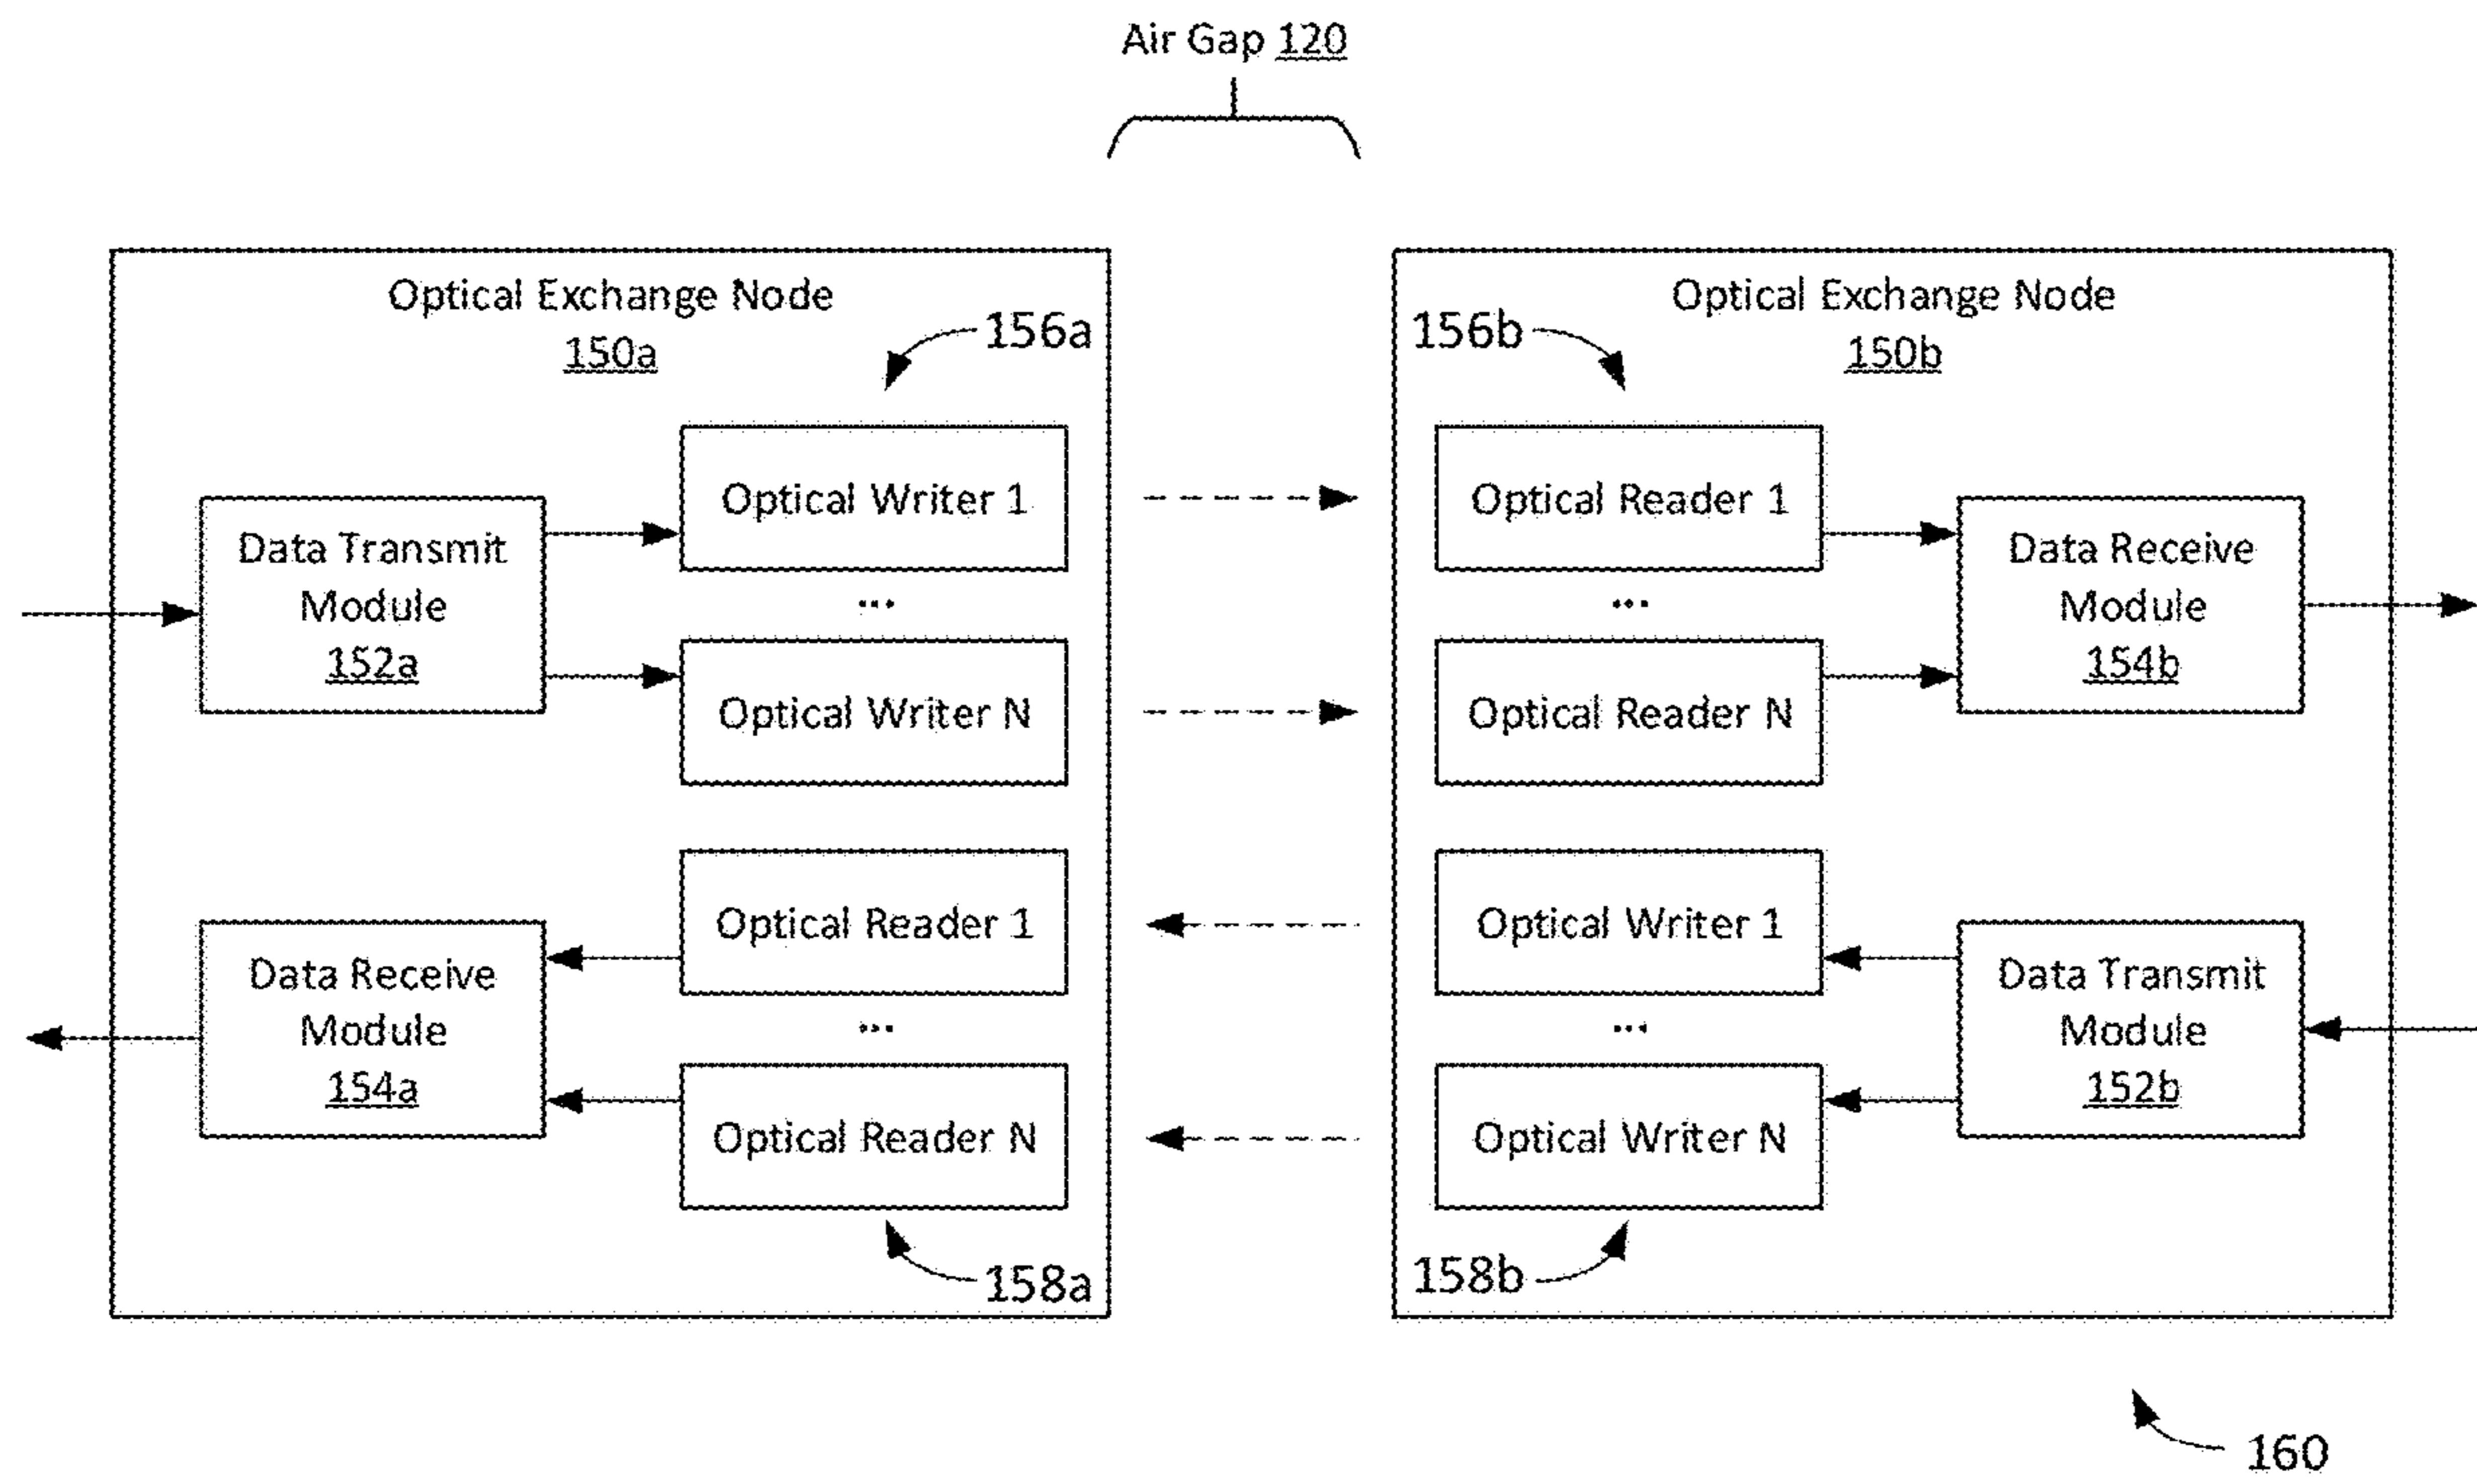 Air Gap 120
Optical Exchange Node
150a
156a
Optical Writer 1
...
Optical Writer N
Data Transmit
Module
152a
Optical Reader 1
...
Optical Reader N
Data Receive
Module
154a
158a
Optical Exchange Node
150b
156b
Optical Reader 1
...
Optical Reader N
Data Receive
Module
154b
Optical Writer 1
...
Optical Writer N
Data Transmit
Module
152b
158b
160